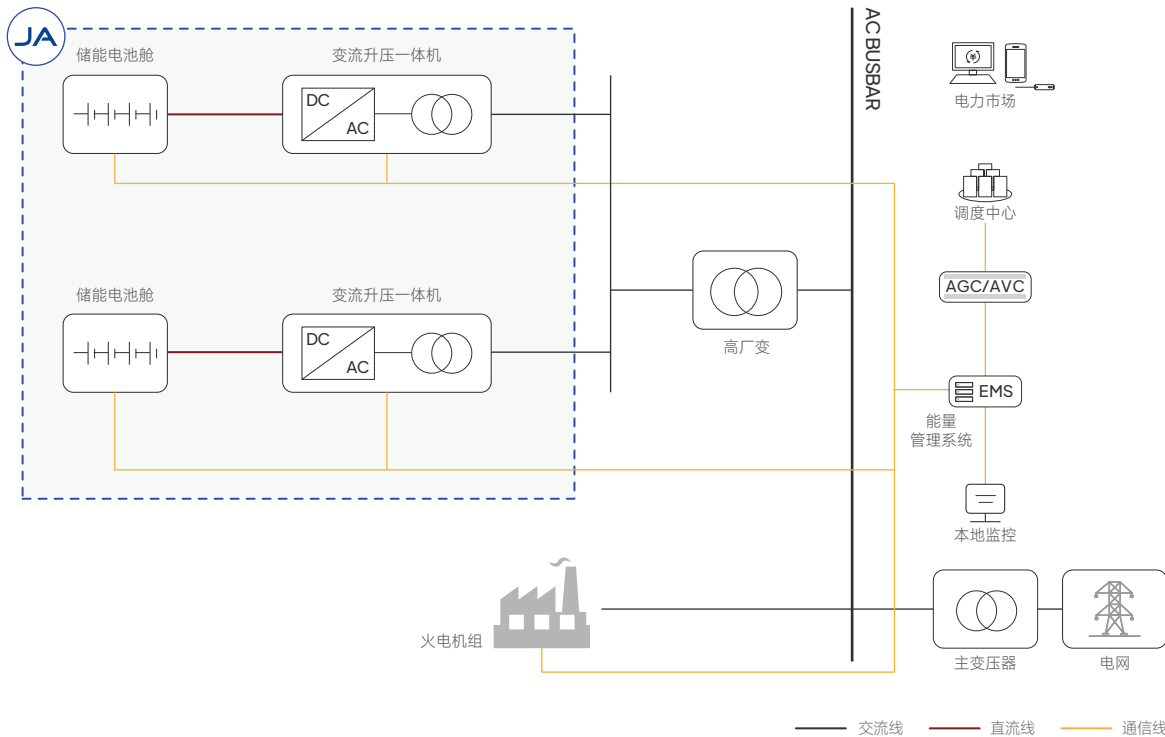 JA
储能电池舱
变流升压一体机
DC
AC
AC BUSBAR
电力市场
调度中心
储能电池舱
变流升压一体机
DC
AC
高厂变
AGC/AVC
EMS
能量
管理系统
本地监控
火电机组
主变压器
电网
交流线
直流线
通信线